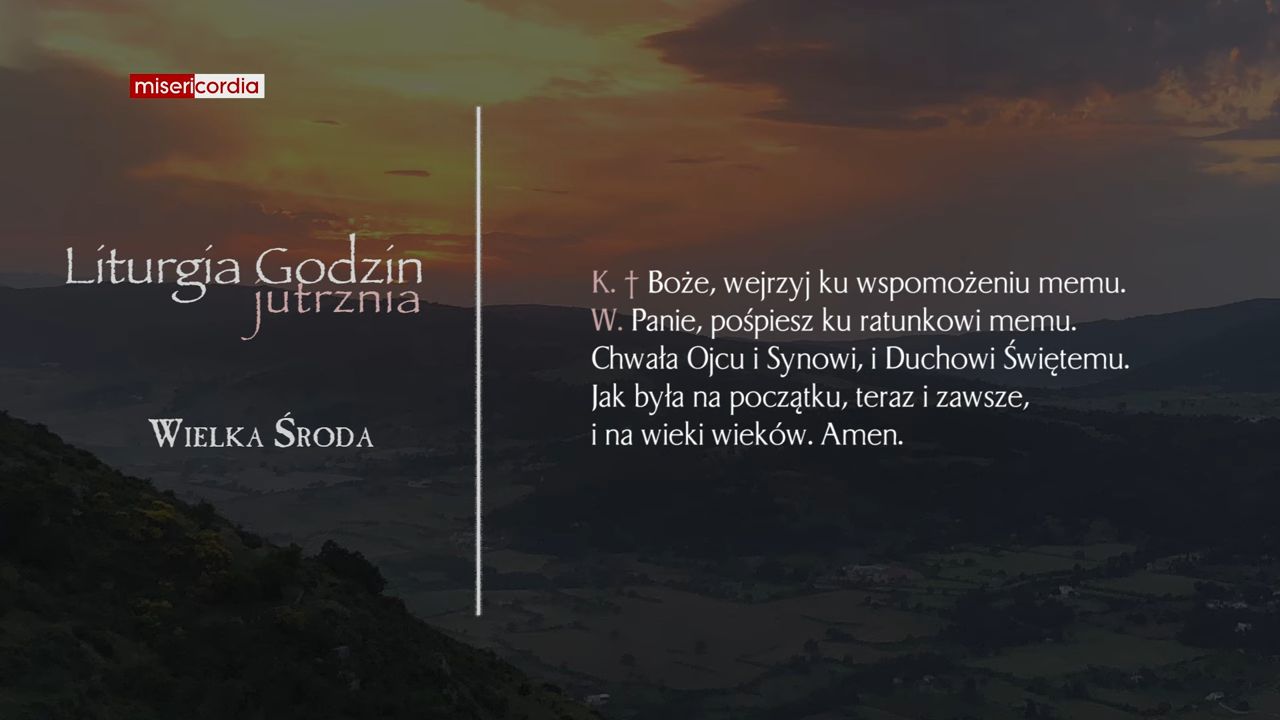 misericordia
Liturgia Godzin
jutrznia
Wielka Środa
K. † Boże, wejrzyj ku wspomożeniu memu.
W. Panie, pośpiesz ku ratunkowi memu.
Chwała Ojcu i Synowi, i Duchowi Świętemu.
Jak była na początku, teraz i zawsze,
i na wieki wieków. Amen.